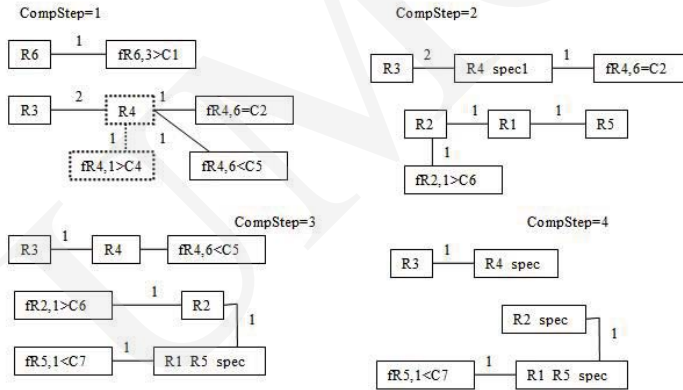 CompStep=1
R6
1
fR6,3>C1
R3
2
R4
1
fR4,6=C2
1
1
fR4,1>C4
fR4,6<C5
CompStep=2
R3
2
R4 spec1
1
fR4,6=C2
R2
1
R1
1
R5
1
fR2,1>C6
CompStep=3
R3
1
R4
fR4,6<C5
fR2,1>C6
1
R2
1
fR5,1<C7
1
R1 R5 spec
CompStep=4
R3
1
R4 spec
R2 spec
1
fR5,1<C7
1
R1 R5 spec